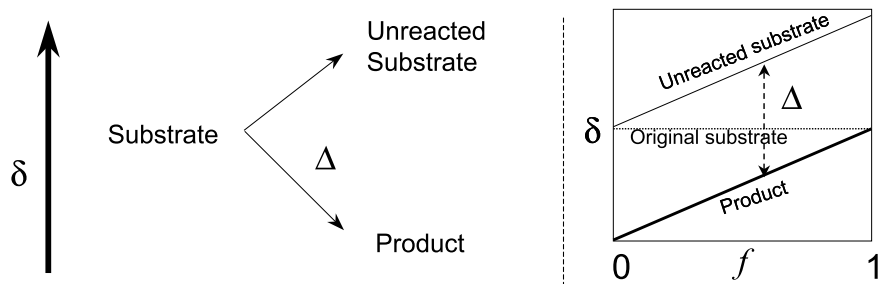 δ
Substrate
Unreacted
Substrate
Δ
Product
δ
Unreacted substrate
Δ
Original substrate
Product
0
f
1